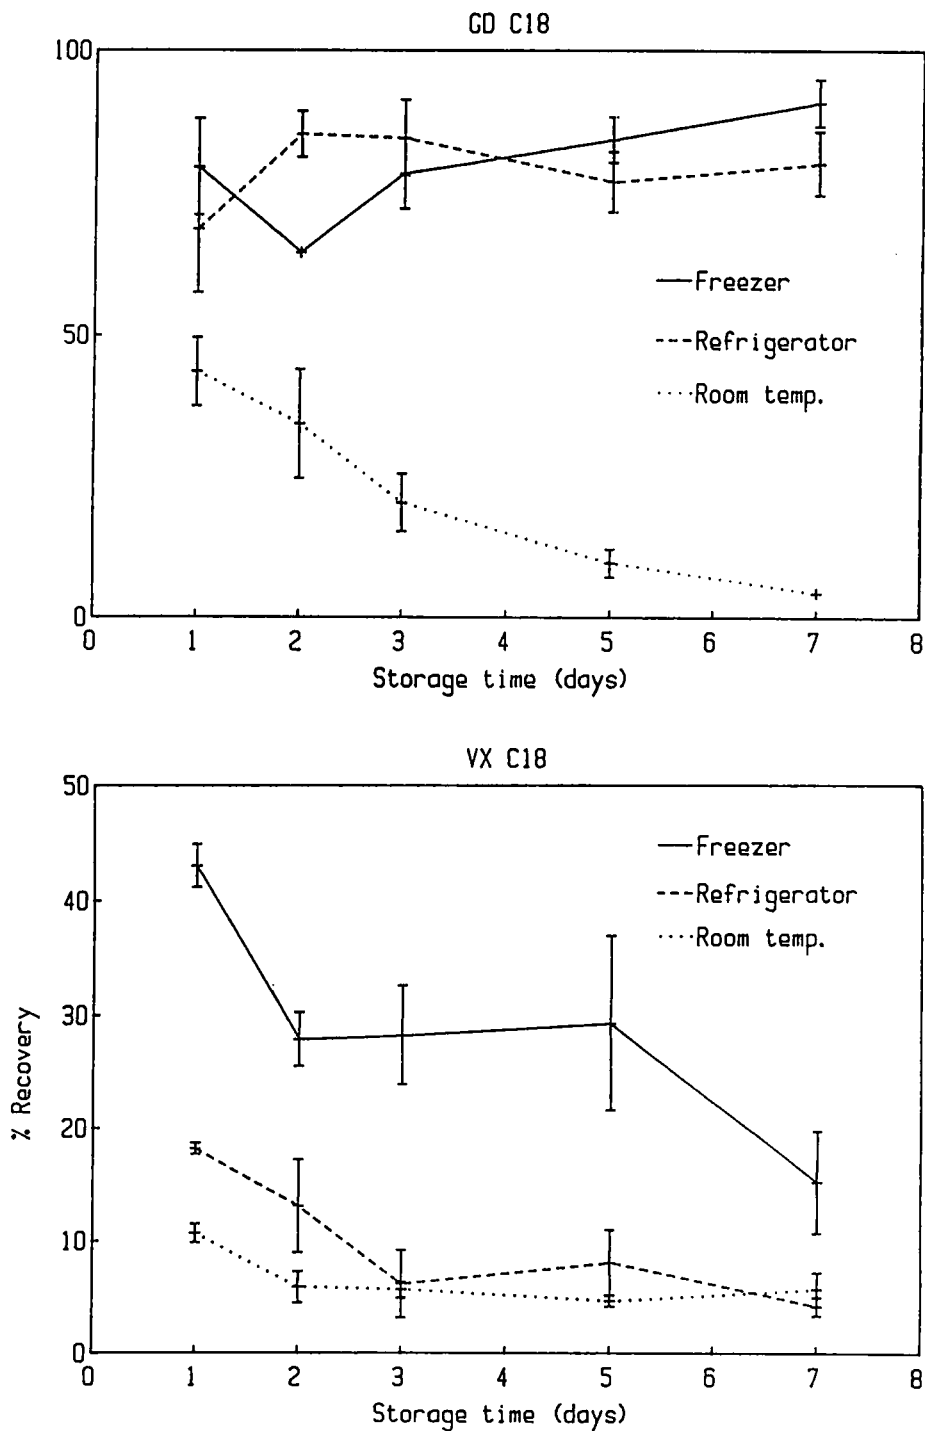 GD C18
100
50
0
Freezer
Refrigerator
Room temp.
0 1 2 3 4 5 6 7 8
Storage time (days)
VX C18
50
40
30
20
10
0
% Recovery
Freezer
Refrigerator
Room temp.
0 1 2 3 4 5 6 7 8
Storage time (days)